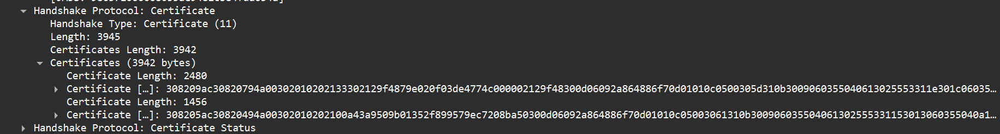 Handshake Protocol: Certificate
Handshake Type: Certificate (11)
Length: 3945
Certificates Length: 3942
Certificates (3942 bytes)
Certificate Length: 2480
Certificate […]: 308209ac30820794a00302010202133302129f4879e020f03de4774c000002129f48300d06092a864886f70d01010c0500305d310b3009060355040613025553311e301c06035…
Certificate Length: 1456
Certificate […]: 308205ac30820494a00302010202100a43a9509b01352f899579ec7208ba50300d06092a864886f70d01010c05003061310b300906035504061302555331153013060355040a1…
Handshake Protocol: Certificate Status